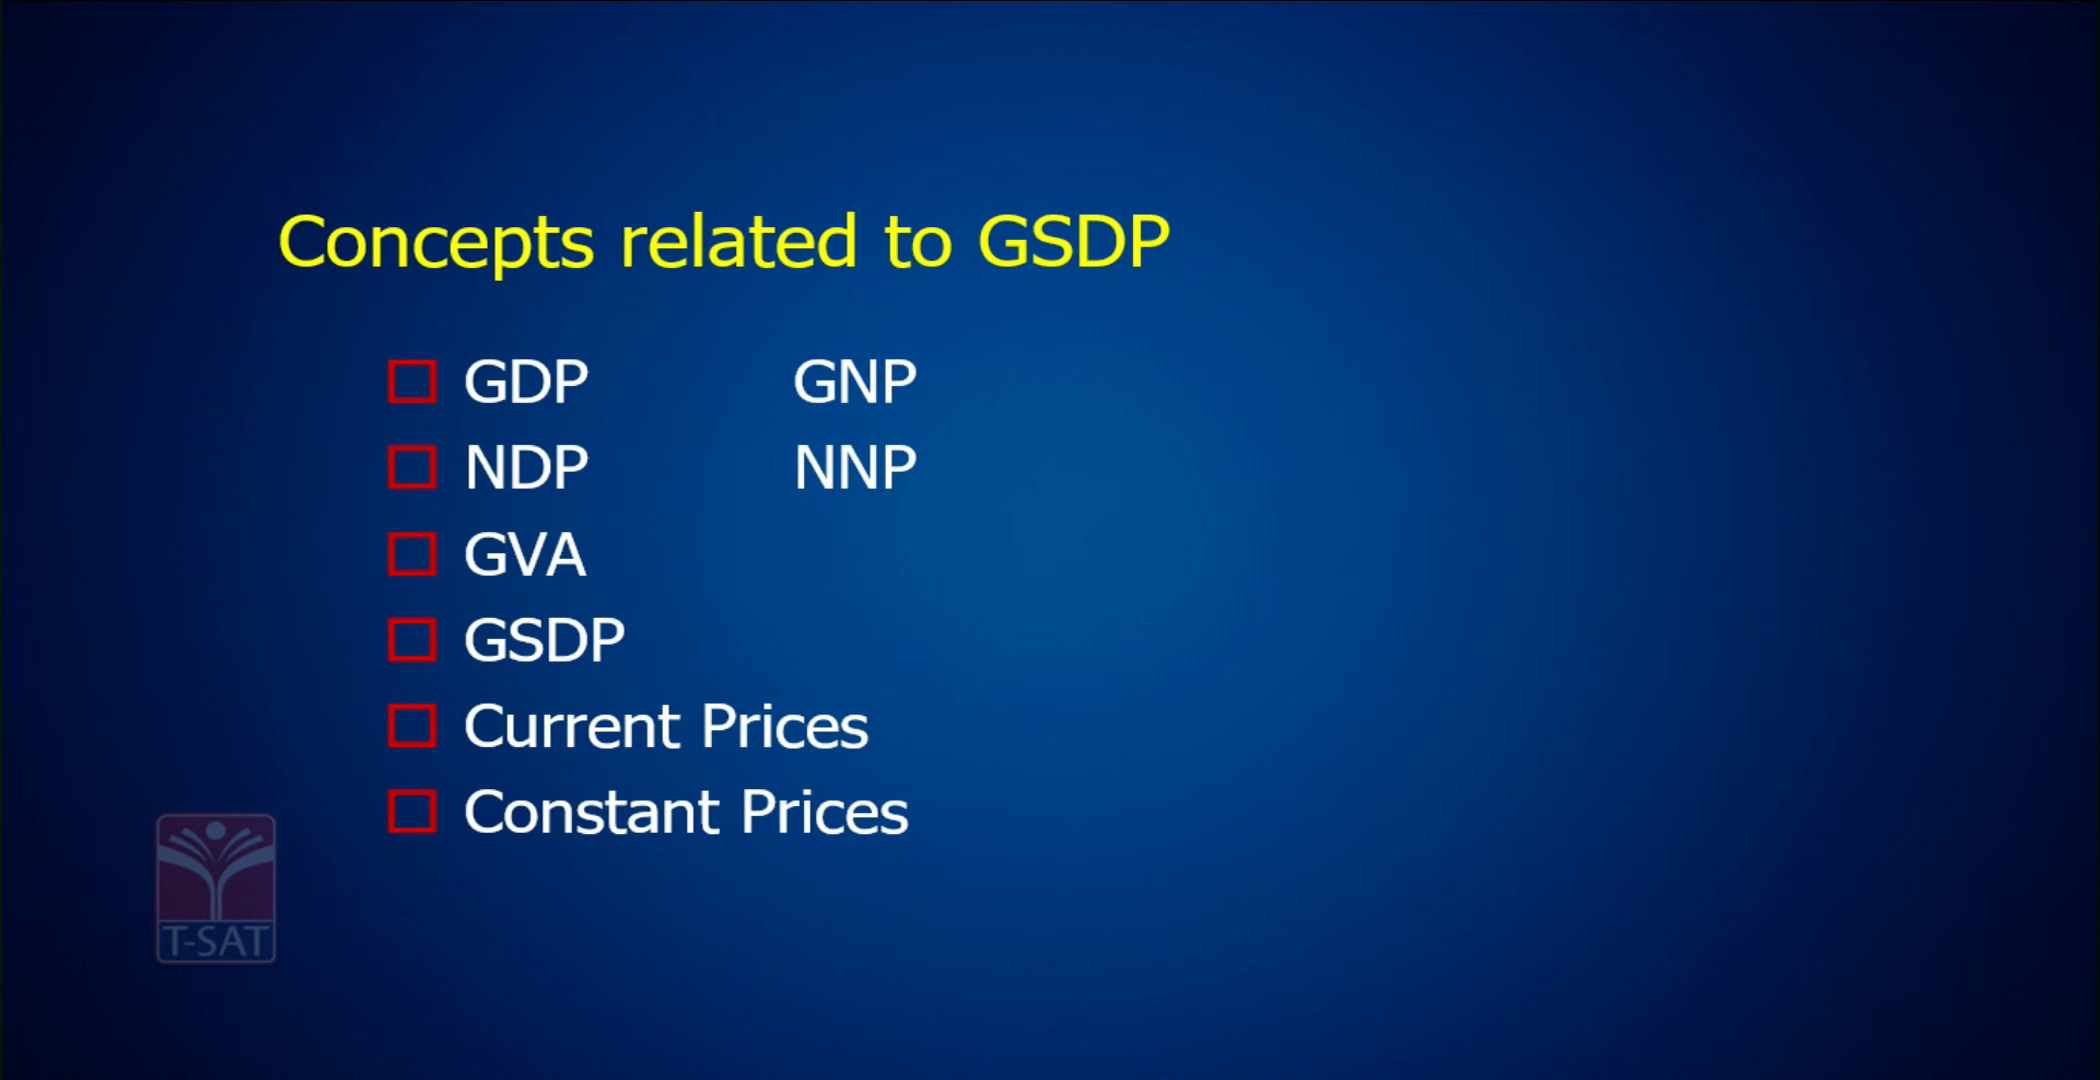 Concepts related to GSDP
GDP GNP
NDP NNP
GVA
GSDP
Current Prices
Constant Prices
T-SAT